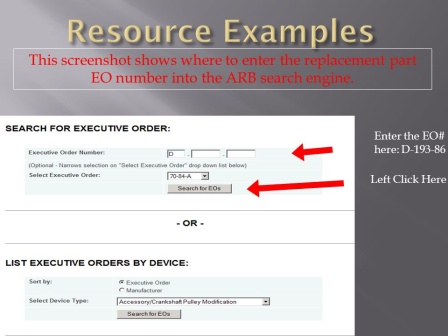 Resource Examples
This screenshot shows where to enter the replacement part
EO number into the ARB search engine.
SEARCH FOR EXECUTIVE ORDER:
Executive Order Number: D - -
(Optional - Narrows selection on "Select Executive Order" drop down list below)
Select Executive Order: 70-84-A
Search for EOs
Enter the EO#
here: D-193-86
Left Click Here
- OR -
LIST EXECUTIVE ORDERS BY DEVICE:
Sort by: Executive Order
Manufacturer
Select Device Type: Accessory/Crankshaft Pulley Modification
Search for EOs